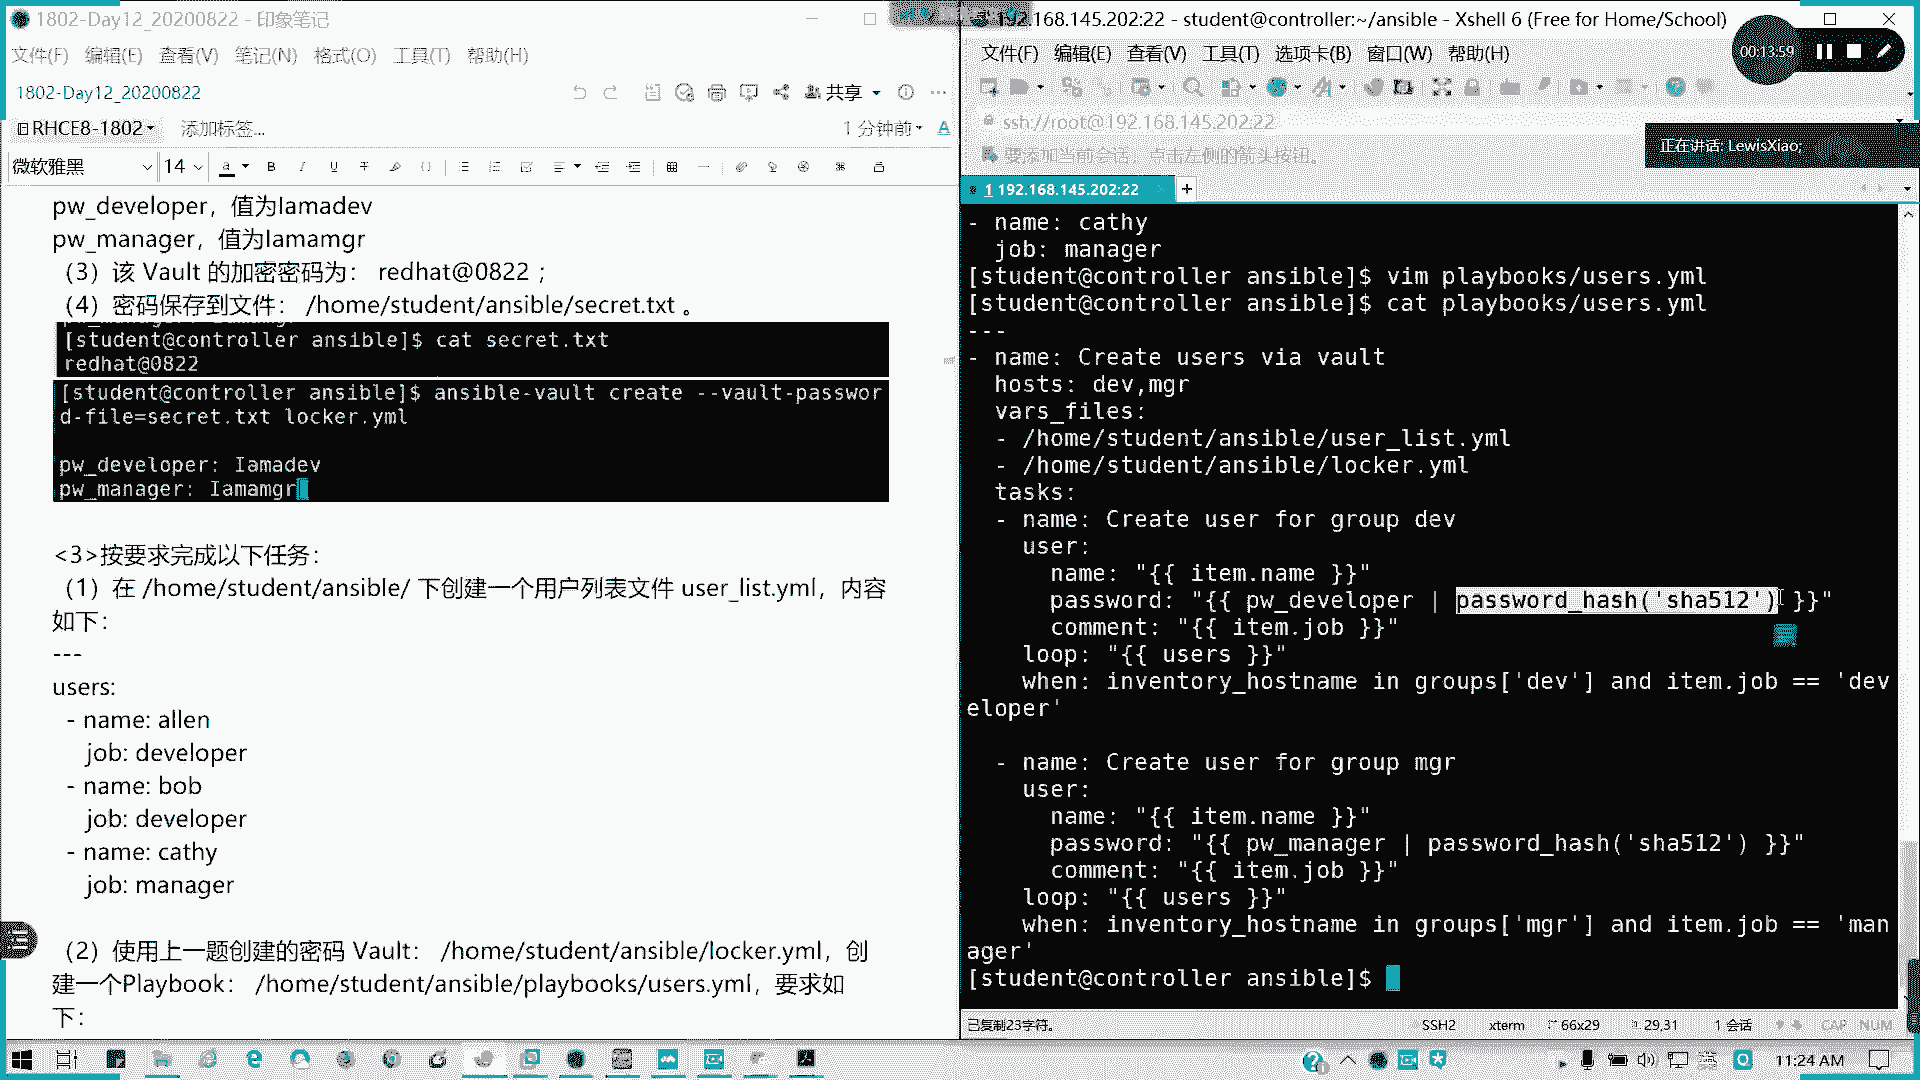 1802-Day12_20200822 - 印象笔记
文件(F) 编辑(E) 查看(V) 笔记(N) 格式(O) 工具(T) 帮助(H)
1802-Day12_20200822
共享
RHCE8-1802 添加标签...
1 分钟前
微软雅黑 14
pw_developer，值为Iamadev
pw_manager，值为Iamamgr
（3）该 Vault 的加密密码为： redhat@0822；
（4）密码保存到文件： /home/student/ansible/secret.txt 。
[student@controller ansible]$ cat secret.txt
redhat@0822
[student@controller ansible]$ ansible-vault create --vault-passwor
d-file=secret.txt locker.yml
pw_developer: Iamadev
pw_manager: Iamamgr
<3>按要求完成以下任务：
（1）在 /home/student/ansible/ 下创建一个用户列表文件 user_list.yml，内容
如下：
---
users:
- name: allen
job: developer
- name: bob
job: developer
- name: cathy
job: manager
（2）使用上一题创建的密码 Vault： /home/student/ansible/locker.yml，创
建一个Playbook： /home/student/ansible/playbooks/users.yml，要求如
下：
192.168.145.202:22 - student@controller:~/ansible - Xshell 6 (Free for Home/School)
文件(F) 编辑(E) 查看(V) 工具(T) 选项卡(B) 窗口(W) 帮助(H)
00:13:59
ssh://root@192.168.145.202:22
要添加当前会话，点击左侧的箭头按钮。
正在讲话: LewisXiao;
1 192.168.145.202:22
- name: cathy
job: manager
[student@controller ansible]$ vim playbooks/users.yml
[student@controller ansible]$ cat playbooks/users.yml
---
- name: Create users via vault
hosts: dev,mgr
vars_files:
- /home/student/ansible/user_list.yml
- /home/student/ansible/locker.yml
tasks:
- name: Create user for group dev
user:
name: "{{ item.name }}"
password: "{{ pw_developer | password_hash('sha512') }}"
comment: "{{ item.job }}"
loop: "{{ users }}"
when: inventory_hostname in groups['dev'] and item.job == 'dev
eloper'
- name: Create user for group mgr
user:
name: "{{ item.name }}"
password: "{{ pw_manager | password_hash('sha512') }}"
comment: "{{ item.job }}"
loop: "{{ users }}"
when: inventory_hostname in groups['mgr'] and item.job == 'man
ager'
[student@controller ansible]$
已复制23字符。 SSH2 xterm 66x29 29,31 1 会话 CAP NUM
11:24 AM